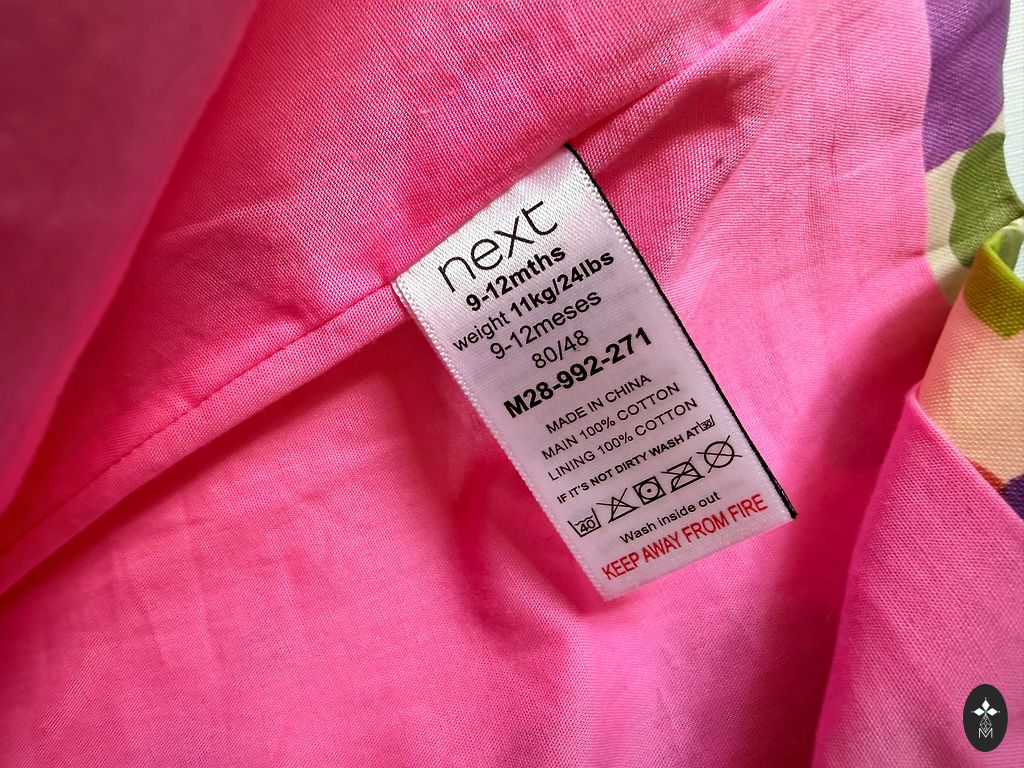 next
9-12mths
weight 11kg/24lbs
9-12meses
80/48
M28-992-271
MADE IN CHINA
MAIN 100% COTTON
LINING 100% COTTON
IF IT'S NOT DIRTY WASH AT 30
40
Wash inside out
KEEP AWAY FROM FIRE
M